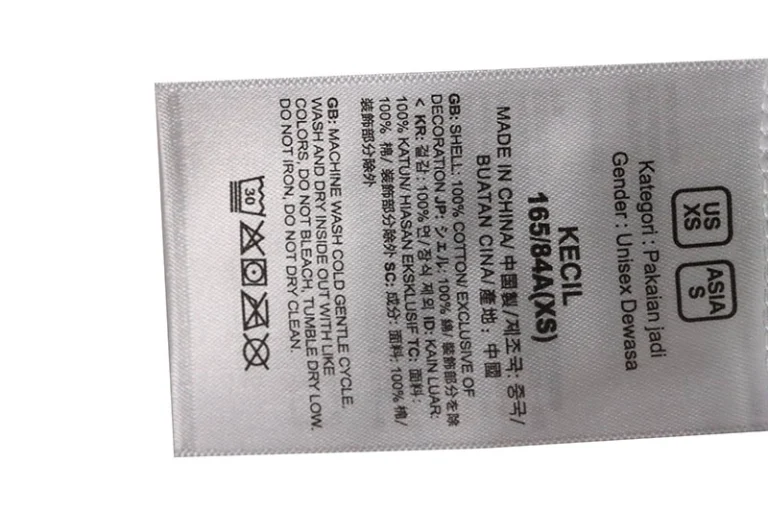 US
XS
ASIA
S
Kategori : Pakaian jadi
Gender : Unisex Dewasa
KECIL
165/84A(XS)
MADE IN CHINA/ 中國製/제조국: 중국/
BUATAN CINA/ 產地: 中國
GB: SHELL: 100% COTTON/ EXCLUSIVE OF
DECORATION JP: シェル: 100% 綿/ 装飾部分を除
< KR: 겉감: 100% 면/ 장식 제외 ID: KAIN LUAR:
100% KATUN/ HIASAN EKSKLUSIF TC: 面料:
100% 棉/ 装飾部分除外 SC: 成分: 面料: 100% 棉/
装飾部分除外
GB: MACHINE WASH COLD GENTLE CYCLE.
WASH AND DRY INSIDE OUT WITH LIKE
COLORS, DO NOT BLEACH, TUMBLE DRY LOW.
DO NOT IRON, DO NOT DRY CLEAN.
30